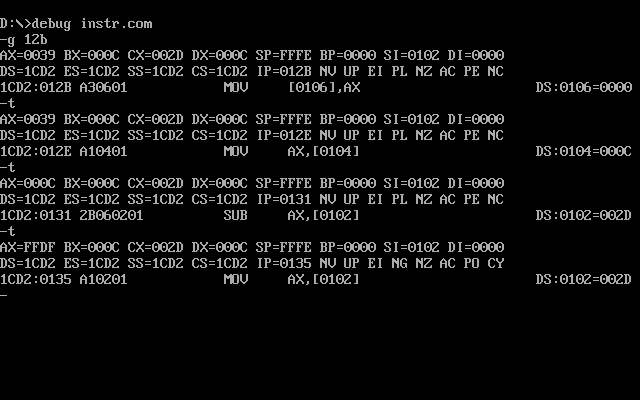 D:\>debug instr.com
-g 12b
AX=0039 BX=000C CX=002D DX=000C SP=FFFE BP=0000 SI=0102 DI=0000
DS=1CD2 ES=1CD2 SS=1CD2 CS=1CD2 IP=012B NV UP EI PL NZ AC PE NC
1CD2:012B A30601 MOV [0106],AX DS:0106=0000
-t
AX=0039 BX=000C CX=002D DX=000C SP=FFFE BP=0000 SI=0102 DI=0000
DS=1CD2 ES=1CD2 SS=1CD2 CS=1CD2 IP=012E NV UP EI PL NZ AC PE NC
1CD2:012E A10401 MOV AX,[0104] DS:0104=000C
-t
AX=000C BX=000C CX=002D DX=000C SP=FFFE BP=0000 SI=0102 DI=0000
DS=1CD2 ES=1CD2 SS=1CD2 CS=1CD2 IP=0131 NV UP EI PL NZ AC PE NC
1CD2:0131 2B060201 SUB AX,[0102] DS:0102=002D
-t
AX=FFDF BX=000C CX=002D DX=000C SP=FFFE BP=0000 SI=0102 DI=0000
DS=1CD2 ES=1CD2 SS=1CD2 CS=1CD2 IP=0135 NV UP EI NG NZ AC PO CY
1CD2:0135 A10201 MOV AX,[0102] DS:0102=002D
-